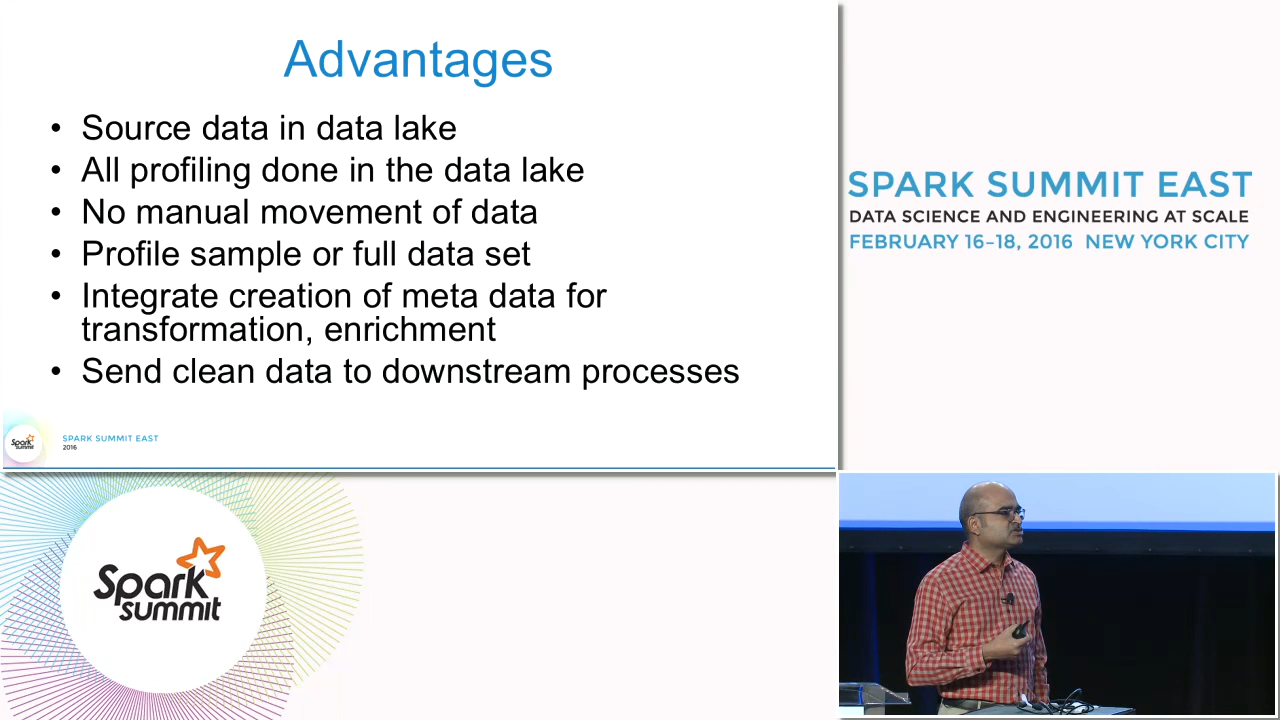 Advantages
• Source data in data lake
• All profiling done in the data lake
• No manual movement of data
• Profile sample or full data set
• Integrate creation of meta data for
transformation, enrichment
• Send clean data to downstream processes
Spark
summit
SPARK SUMMIT EAST
2016
SPARK SUMMIT EAST
DATA SCIENCE AND ENGINEERING AT SCALE
FEBRUARY 16–18, 2016 NEW YORK CITY
Spark
summit